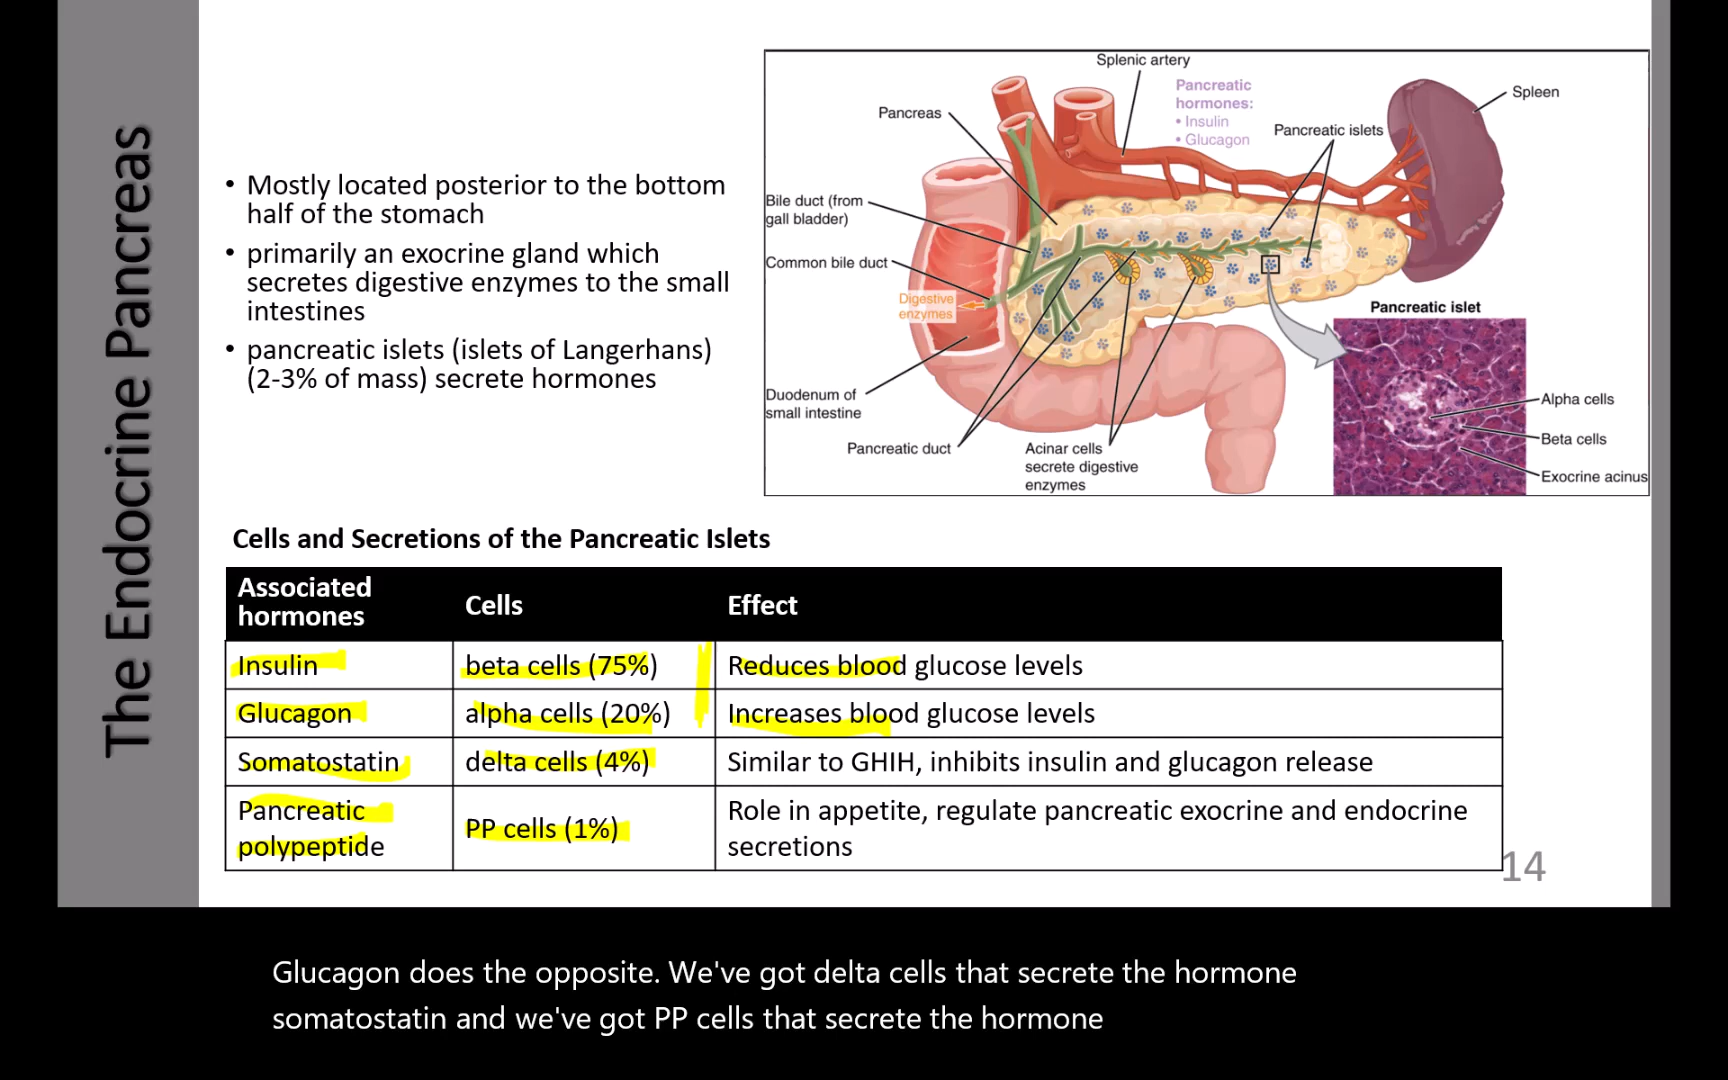 The Endocrine Pancreas
• Mostly located posterior to the bottom
half of the stomach
• primarily an exocrine gland which
secretes digestive enzymes to the small
intestines
• pancreatic islets (islets of Langerhans)
(2-3% of mass) secrete hormones
Splenic artery
Pancreatic
hormones:
• Insulin
• Glucagon
Spleen
Pancreas
Pancreatic islets
Bile duct (from
gall bladder)
Common bile duct
Digestive
enzymes
Pancreatic islet
Duodenum of
small intestine
Alpha cells
Beta cells
Exocrine acinus
Pancreatic duct
Acinar cells
secrete digestive
enzymes
Cells and Secretions of the Pancreatic Islets
Associated
hormones
Cells
Effect
Insulin
beta cells (75%)
Reduces blood glucose levels
Glucagon
alpha cells (20%)
Increases blood glucose levels
Somatostatin
delta cells (4%)
Similar to GHIH, inhibits insulin and glucagon release
Pancreatic
polypeptide
PP cells (1%)
Role in appetite, regulate pancreatic exocrine and endocrine
secretions
14
Glucagon does the opposite. We've got delta cells that secrete the hormone
somatostatin and we've got PP cells that secrete the hormone